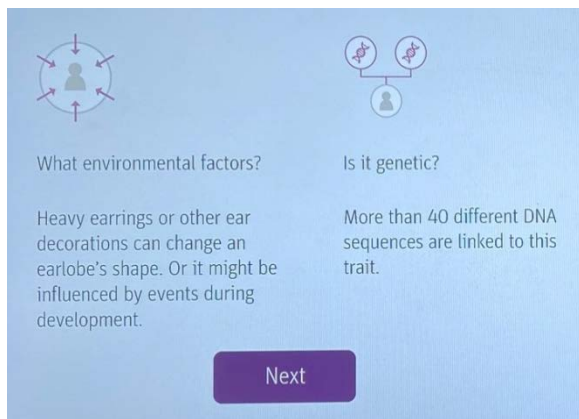 What environmental factors?
Heavy earrings or other ear
decorations can change an
earlobe's shape. Or it might be
influenced by events during
development.
Is it genetic?
More than 40 different DNA
sequences are linked to this
trait.
Next